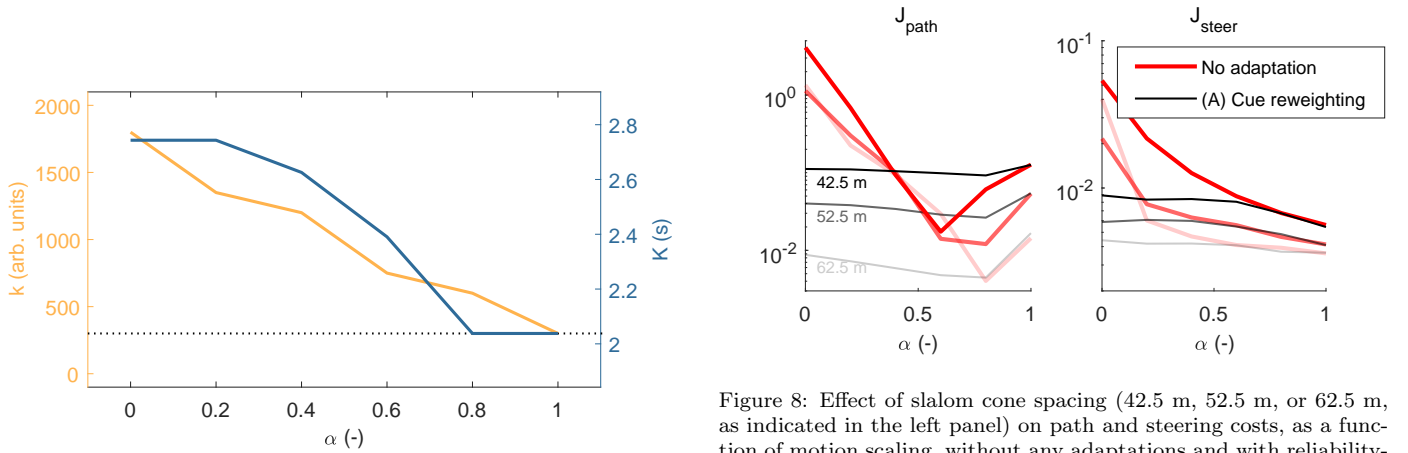 2000
1500
1000
500
0
k (arb. units)
2.8
2.6
2.4
2.2
2
K (s)
0 0.2 0.4 0.6 0.8 1
α (-)
J_path
10^0
10^-2
42.5 m
52.5 m
62.5 m
0 0.5 1
α (-)
J_steer
10^-1
10^-2
No adaptation
(A) Cue reweighting
0 0.5 1
α (-)
Figure 8: Effect of slalom cone spacing (42.5 m, 52.5 m, or 62.5 m,
as indicated in the left panel) on path and steering costs, as a func-
tion of motion scaling, without any adaptations and with reliability-